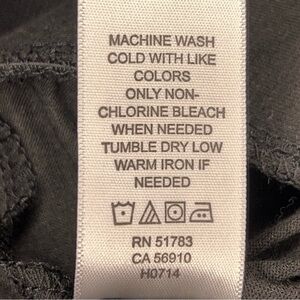 MACHINE WASH
COLD WITH LIKE
COLORS
ONLY NON-
CHLORINE BLEACH
WHEN NEEDED
TUMBLE DRY LOW
WARM IRON IF
NEEDED
RN 51783
CA 56910
H0714